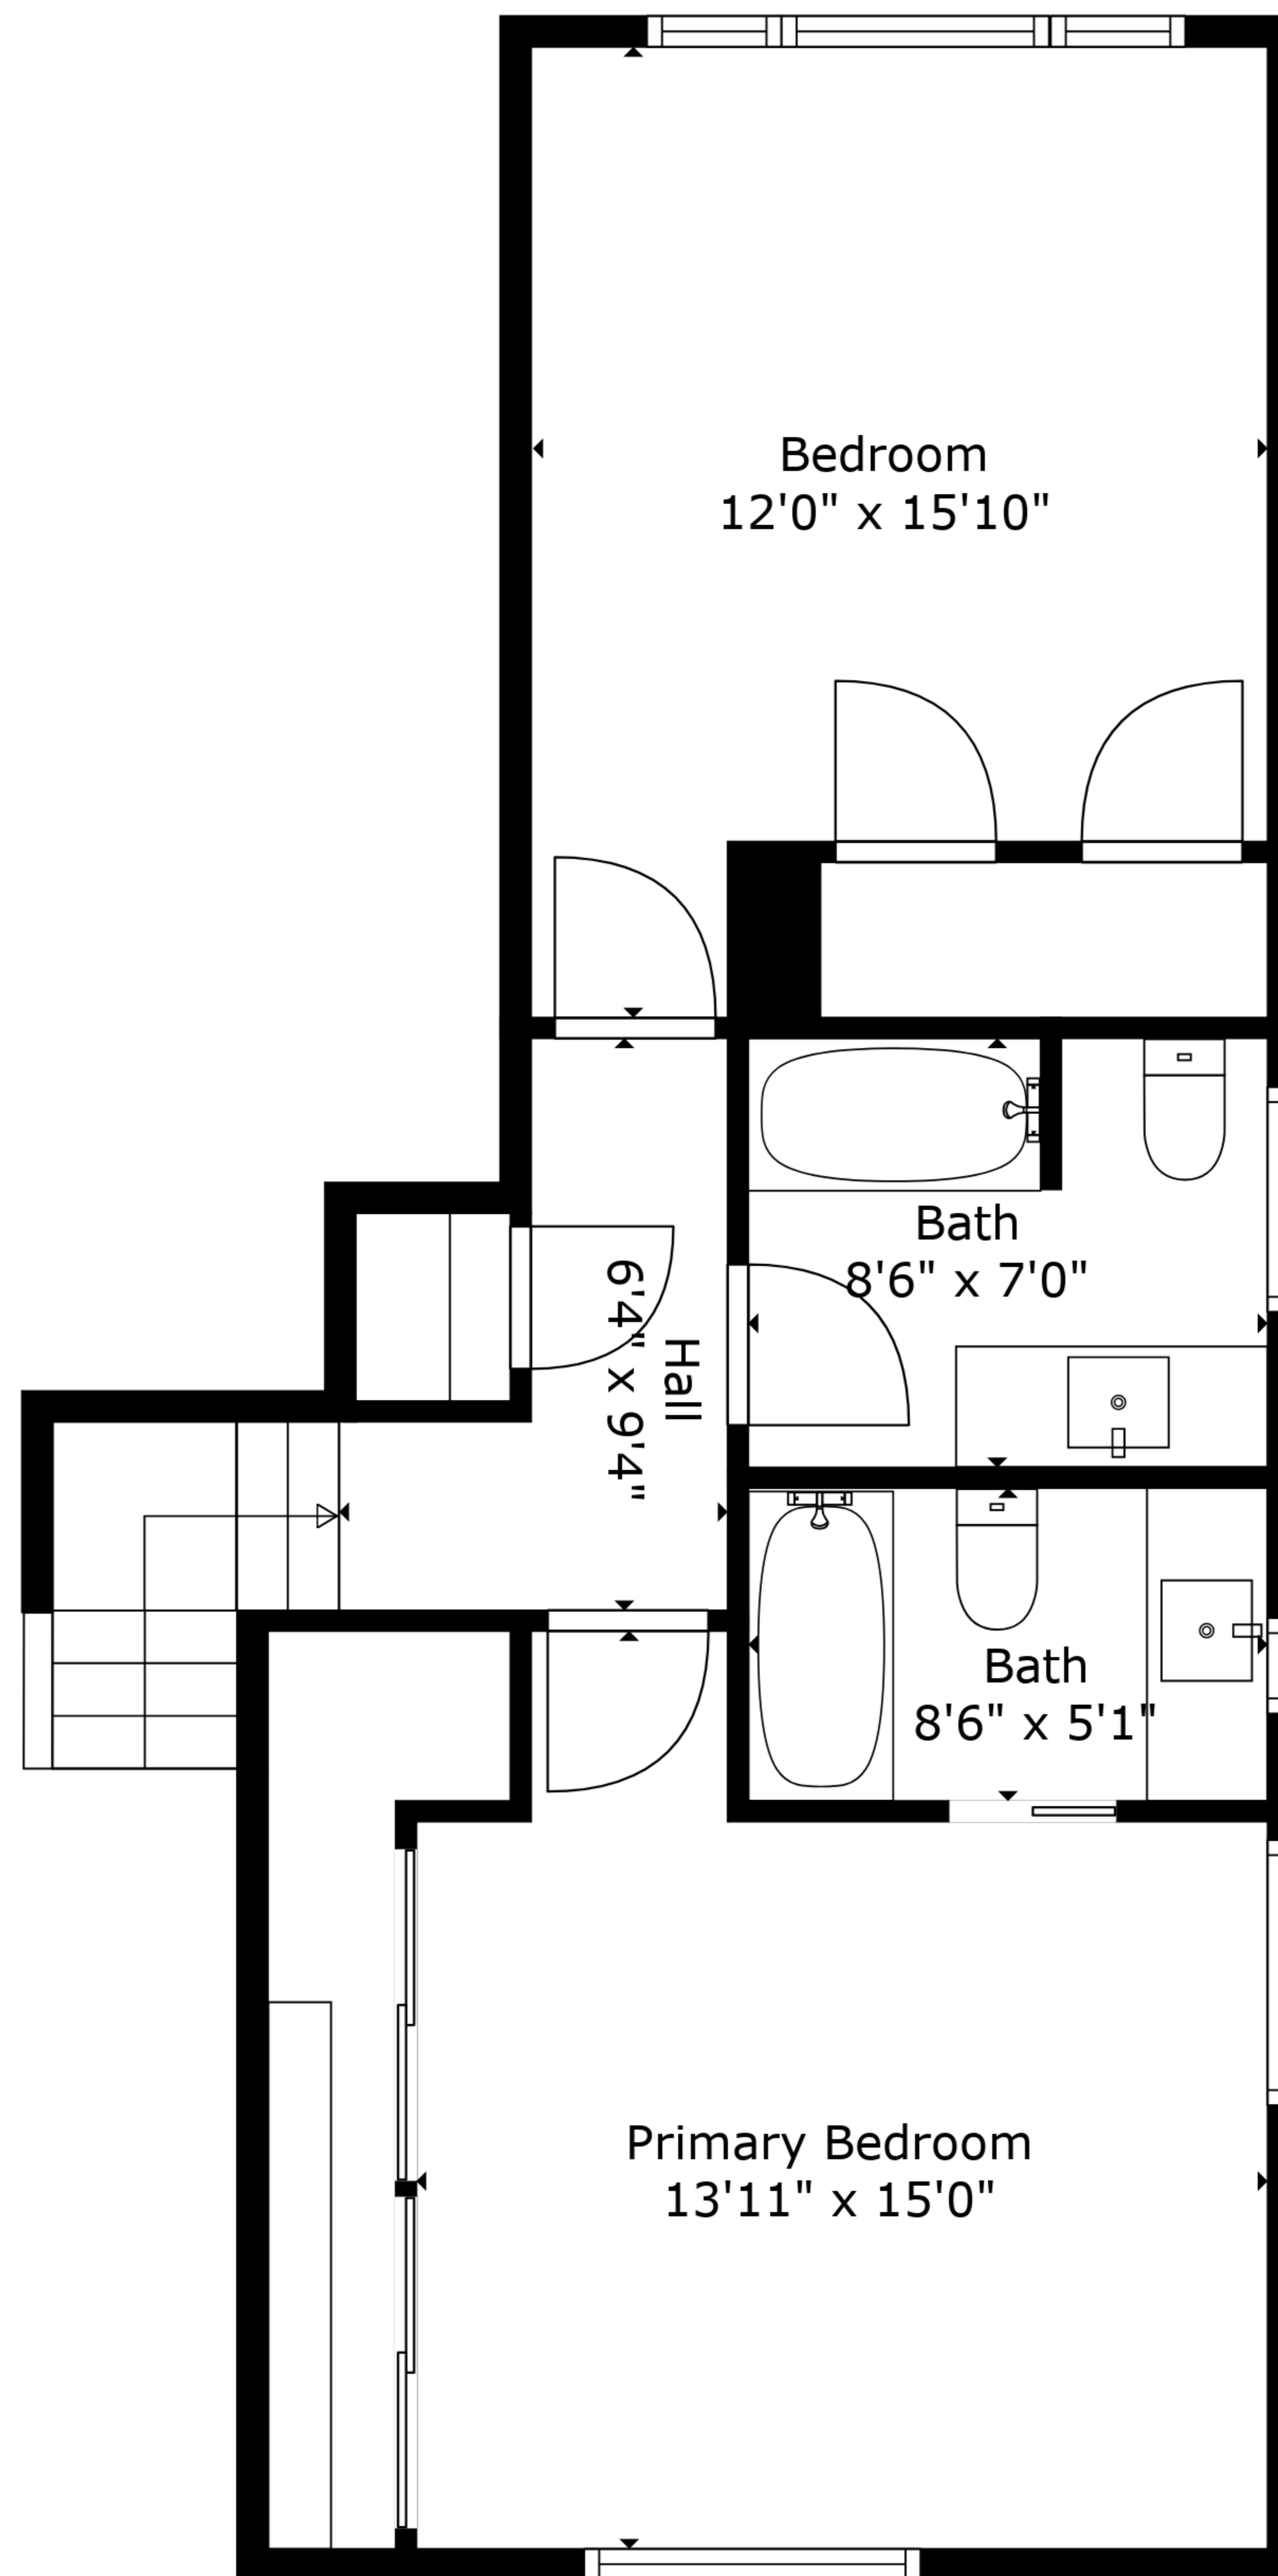 Bedroom
12'0" x 15'10"
Bath
8'6" x 7'0"
Hall
6'4" x 9'4"
Bath
8'6" x 5'1"
Primary Bedroom
13'11" x 15'0"